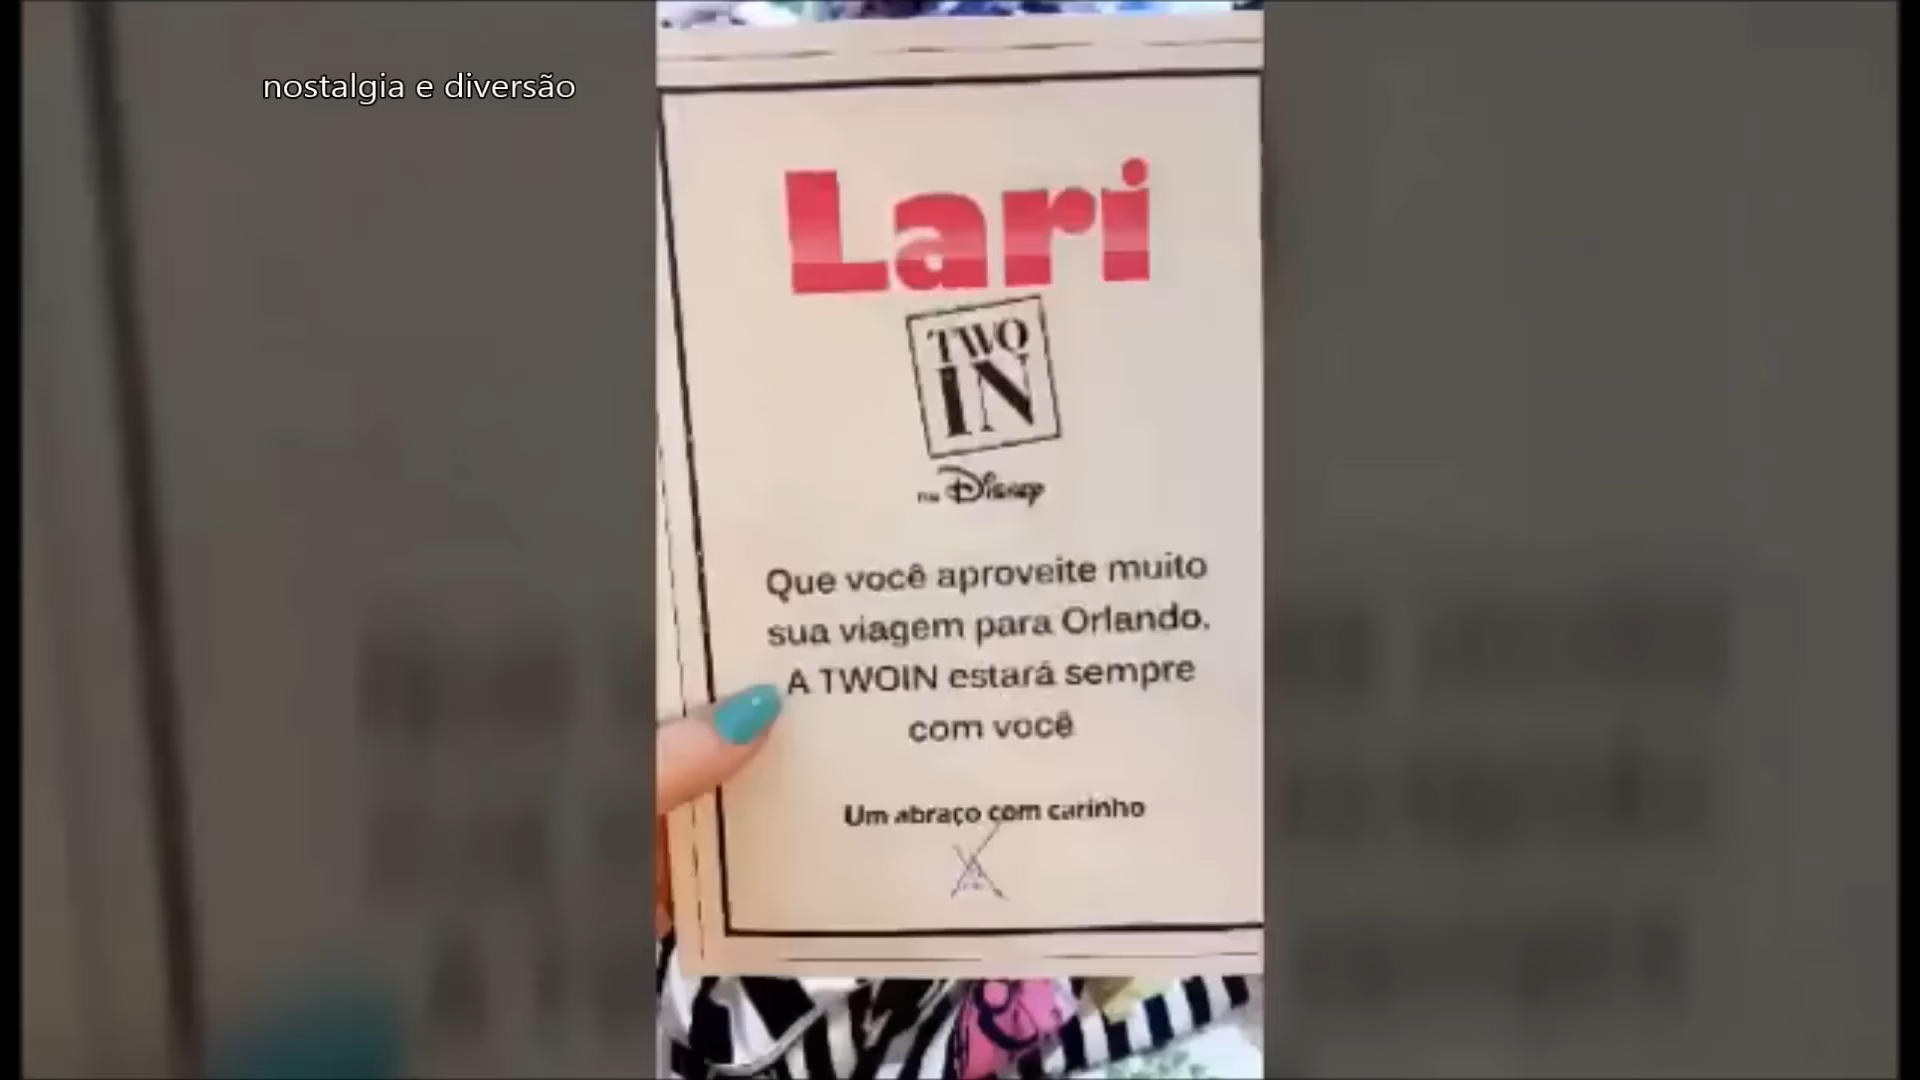 nostalgia e diversão
Lari
TWO
IN
na Disney
Que você aproveite muito
sua viagem para Orlando.
A TWOIN estará sempre
com você
Um abraço com carinho